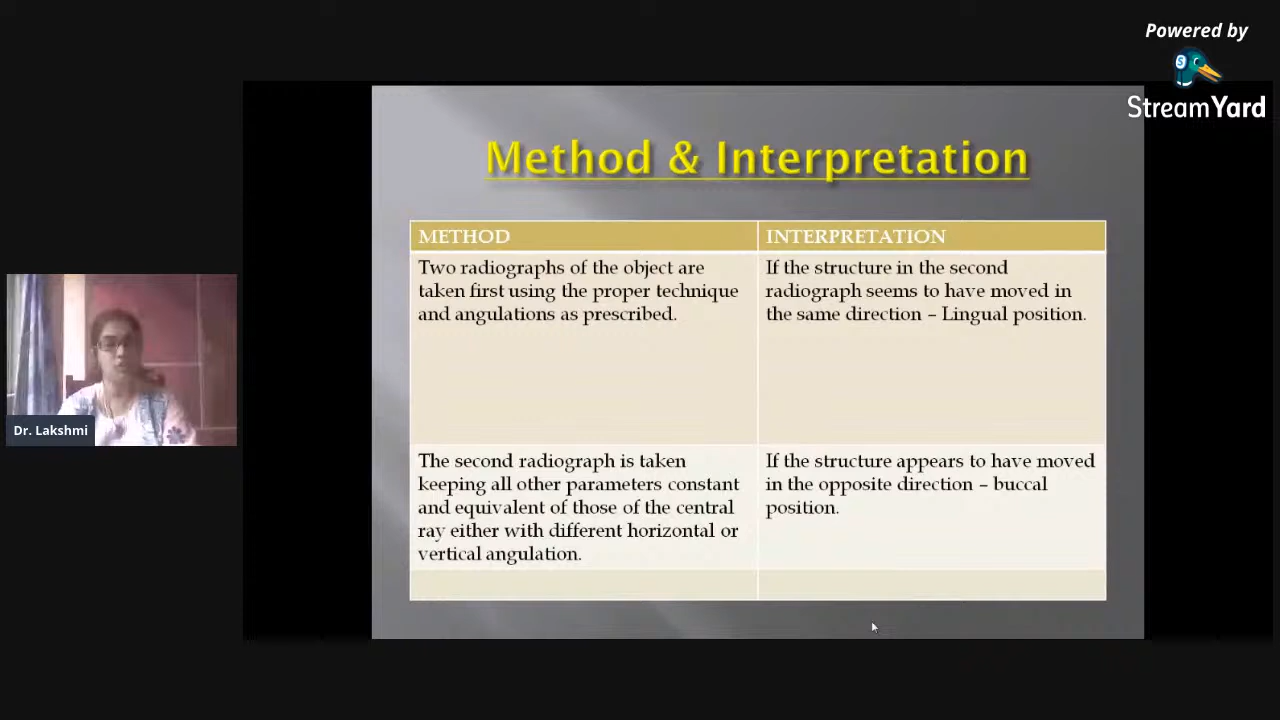 Powered by
StreamYard
Method & Interpretation
METHOD
INTERPRETATION
Two radiographs of the object are
taken first using the proper technique
and angulations as prescribed.
If the structure in the second
radiograph seems to have moved in
the same direction – Lingual position.
The second radiograph is taken
keeping all other parameters constant
and equivalent of those of the central
ray either with different horizontal or
vertical angulation.
If the structure appears to have moved
in the opposite direction – buccal
position.
Dr. Lakshmi